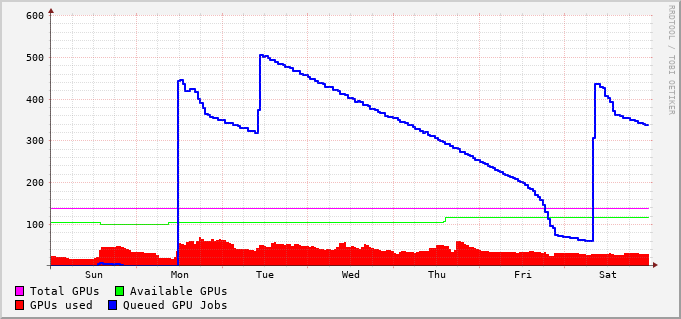 600
500
400
300
200
100
Sun Mon Tue Wed Thu Fri Sat
Total GPUs Available GPUs
GPUs used Queued GPU Jobs
RRDTOOL / TOBI OETIKER